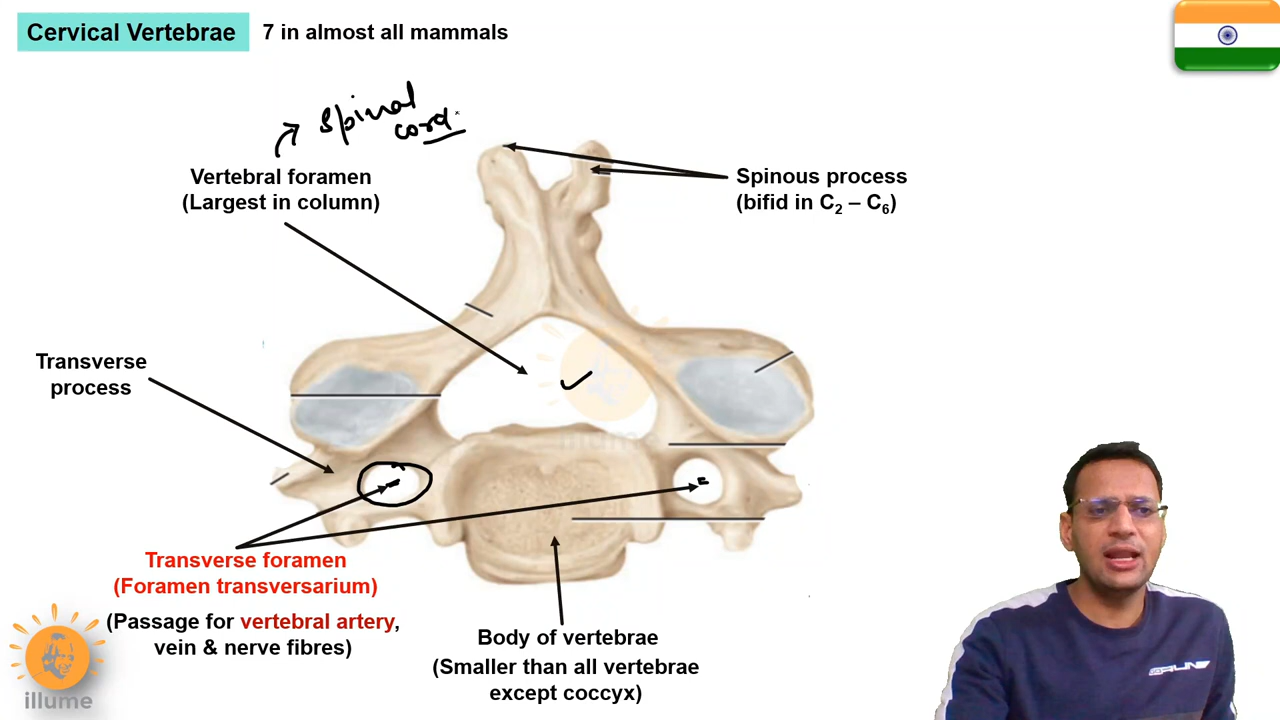 Cervical Vertebrae 7 in almost all mammals
Spinal
cord
Vertebral foramen
(Largest in column)
Spinous process
(bifid in C₂ – C₆)
Transverse
process
Transverse foramen
(Foramen transversarium)
(Passage for vertebral artery,
vein & nerve fibres)
Body of vertebrae
(Smaller than all vertebrae
except coccyx)
illume
illume